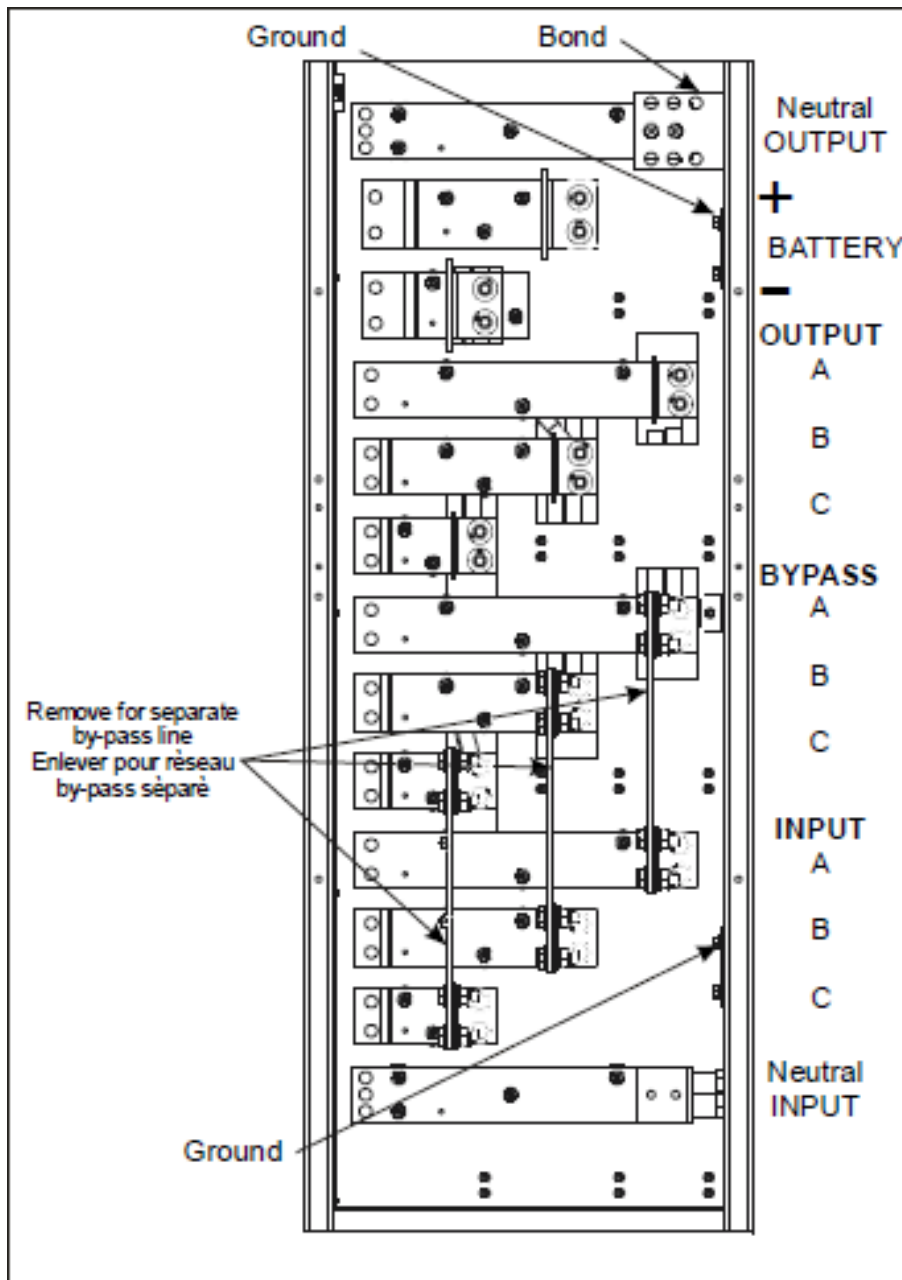 Ground
Bond
Neutral
OUTPUT
+
BATTERY
-
OUTPUT
A
B
C
BYPASS
A
B
C
Remove for separate
by-pass line
Enlever pour rèseau
by-pass sèparè
INPUT
A
B
C
Neutral
INPUT
Ground